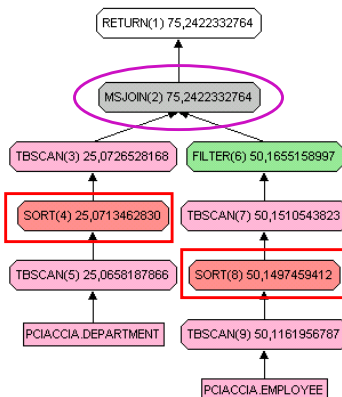 RETURN(1) 75,2422332764
MSJOIN(2) 75,2422332764
TBSCAN(3) 25,0726528168
FILTER(6) 50,1655158997
SORT(4) 25,0713462830
TBSCAN(7) 50,1510543823
TBSCAN(5) 25,0658187866
SORT(8) 50,1497459412
PCIACCIA.DEPARTMENT
TBSCAN(9) 50,1161956787
PCIACCIA.EMPLOYEE